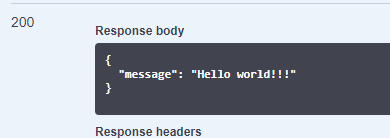 200
Response body
{
  "message": "Hello world!!!"
}
Response headers